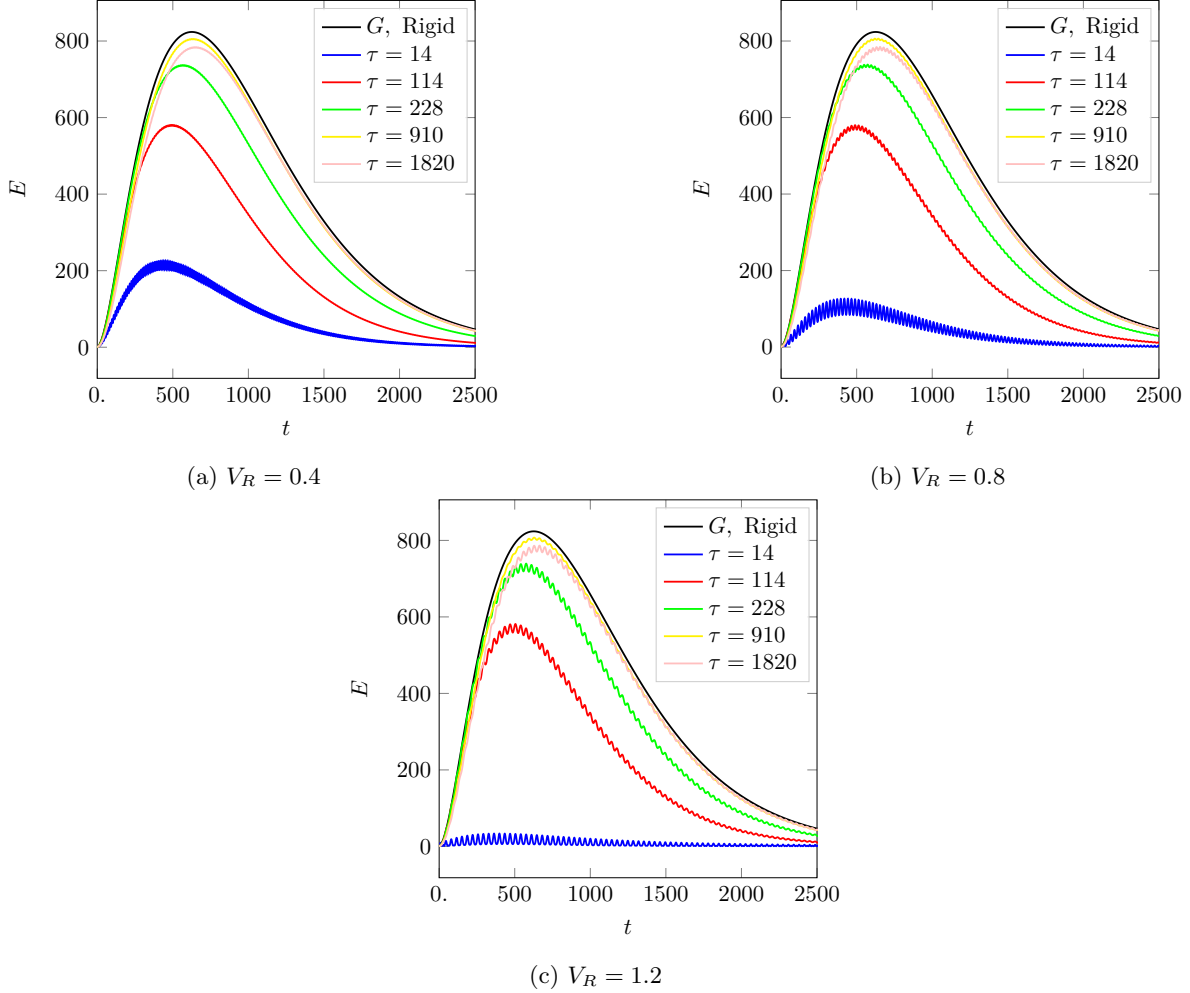 G, Rigid
τ = 14
τ = 114
τ = 228
τ = 910
τ = 1820
800
600
400
200
0
E
0.
500
1000
1500
2000
2500
t
(a) V_R = 0.4
G, Rigid
τ = 14
τ = 114
τ = 228
τ = 910
τ = 1820
800
600
400
200
0
E
0.
500
1000
1500
2000
2500
t
(b) V_R = 0.8
G, Rigid
τ = 14
τ = 114
τ = 228
τ = 910
τ = 1820
800
600
400
200
0
E
0.
500
1000
1500
2000
2500
t
(c) V_R = 1.2